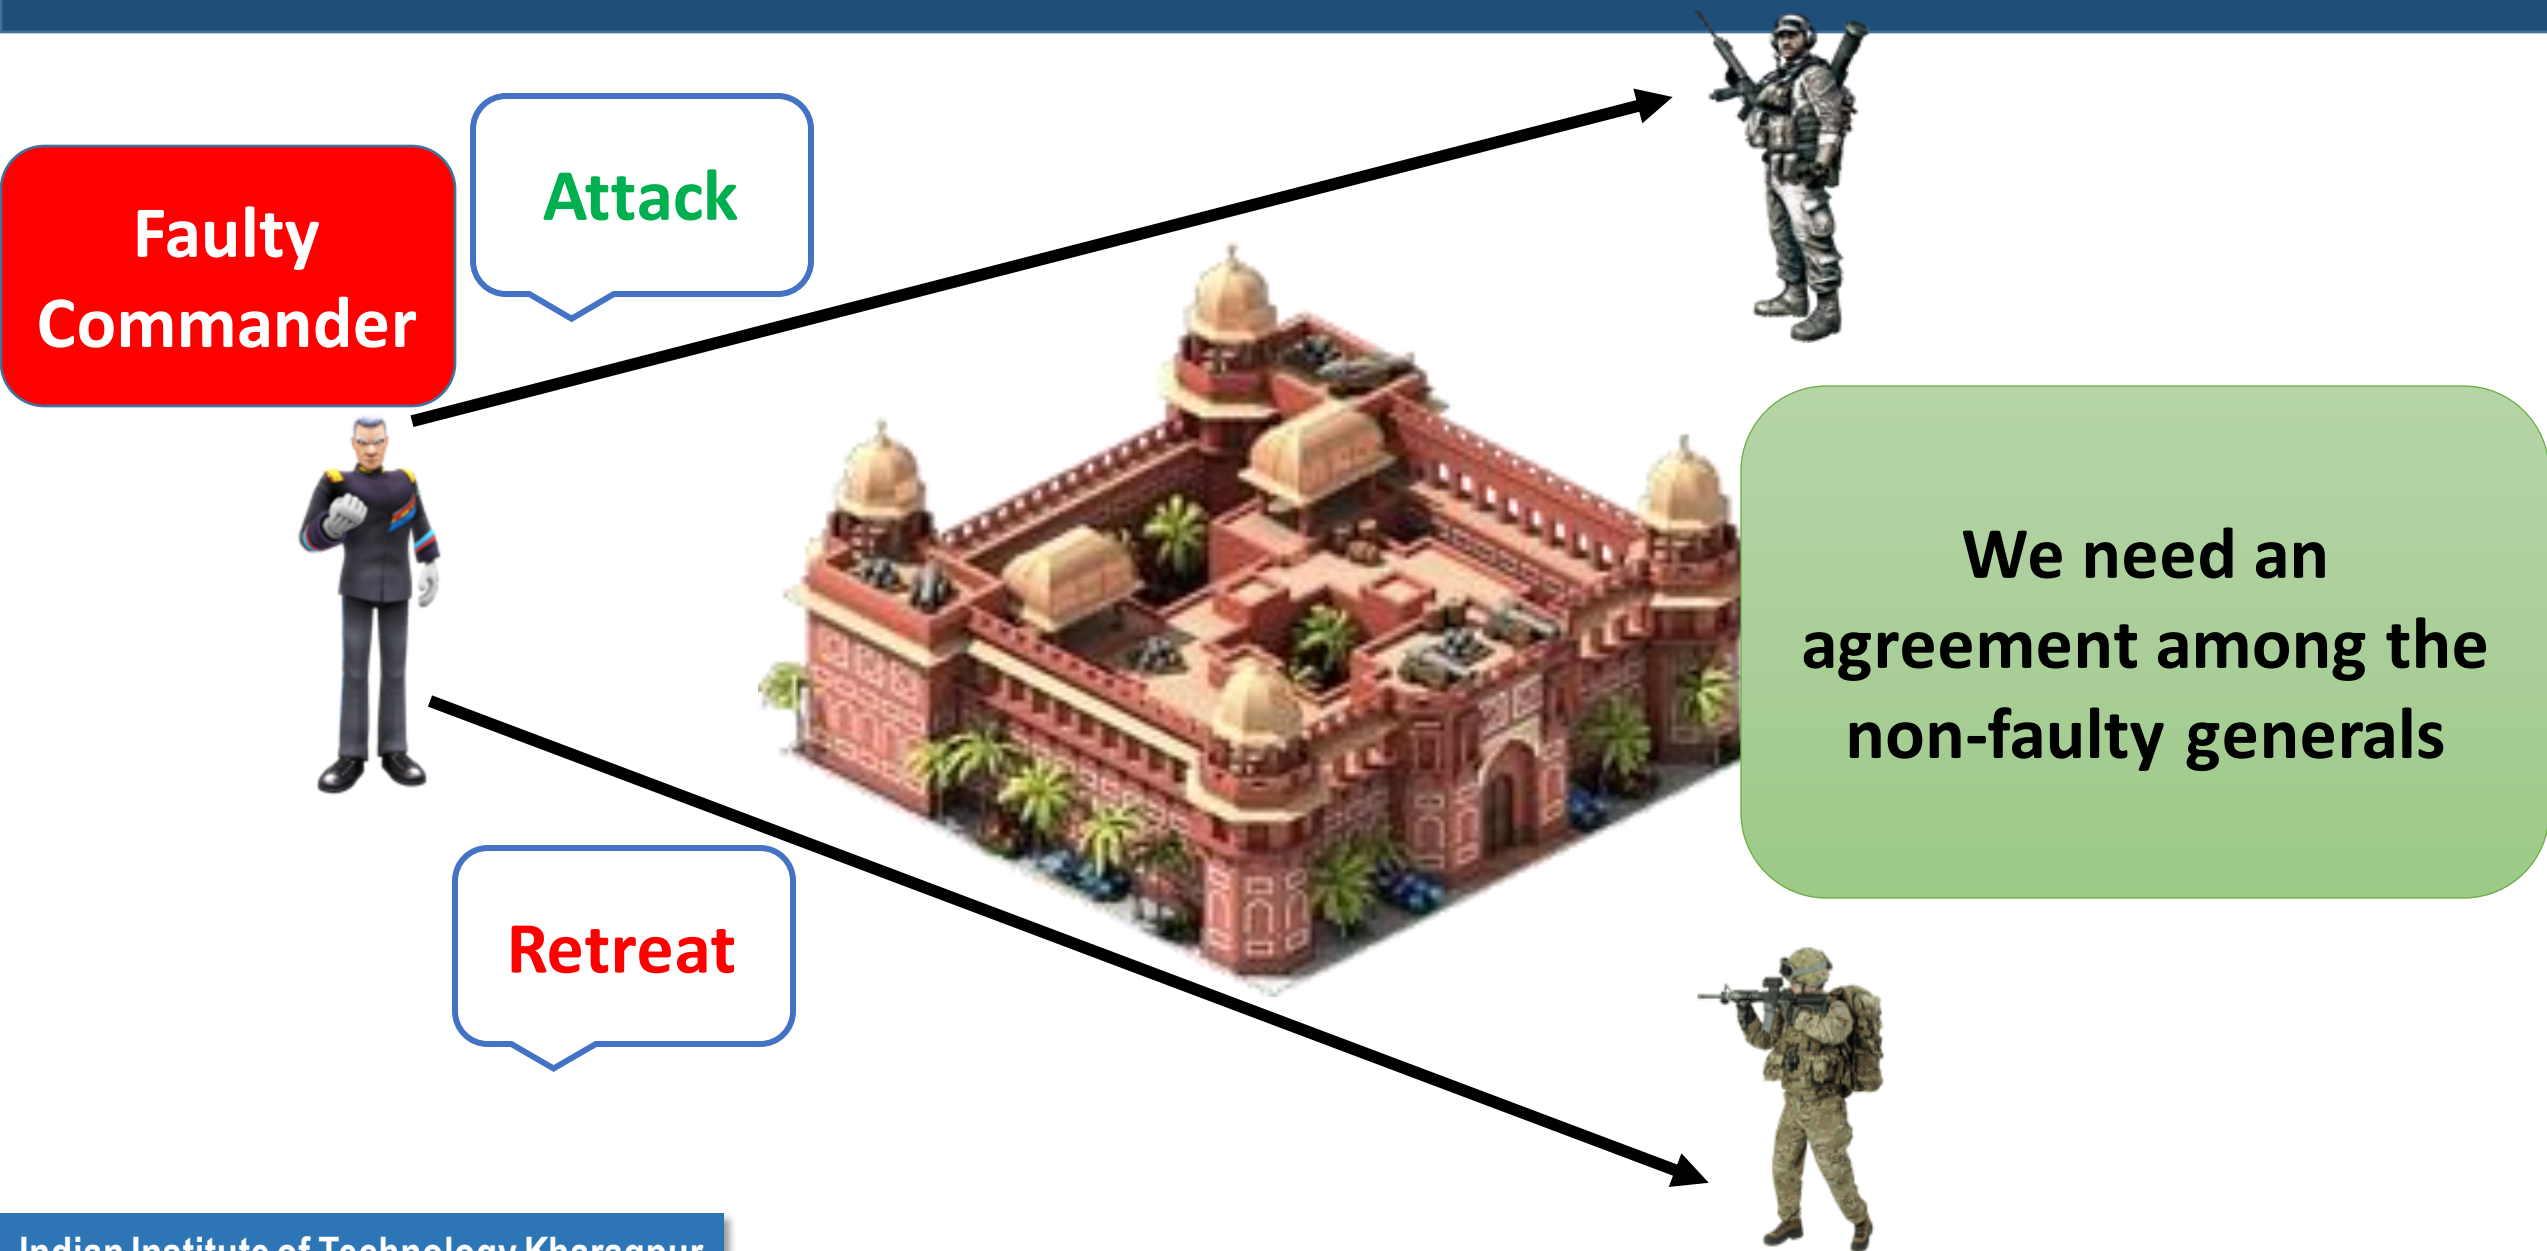 Faulty
Commander
Attack
We need an
agreement among the
non-faulty generals
Retreat
Indian Institute of Technology Kharagpur